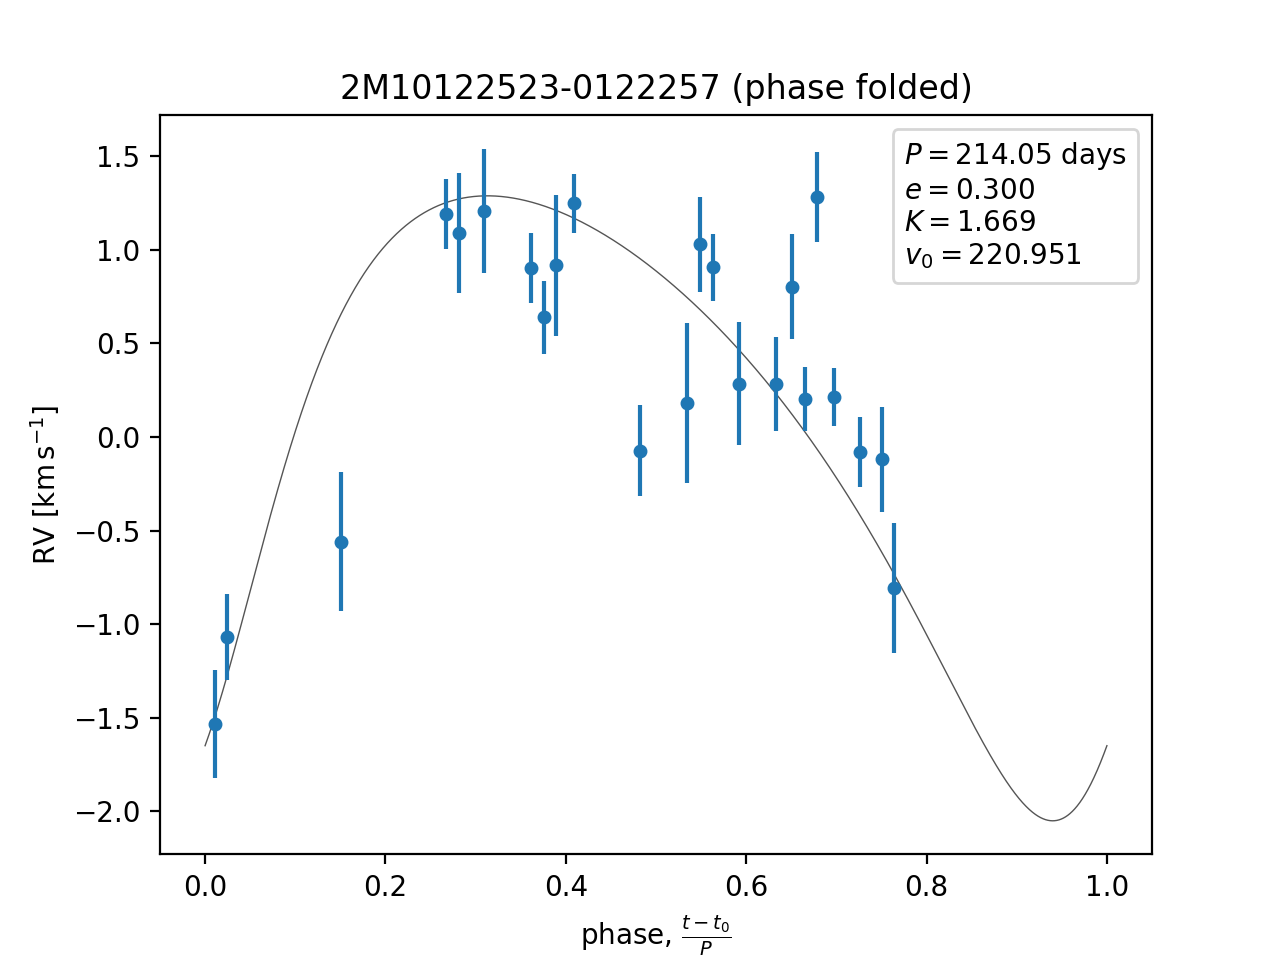 2M10122523-0122257 (phase folded)
P = 214.05 days
e = 0.300
K = 1.669
v₀ = 220.951
1.5
1.0
0.5
0.0
−0.5
−1.0
−1.5
−2.0
RV [km s⁻¹]
0.0 0.2 0.4 0.6 0.8 1.0
phase, (t − t₀)/P